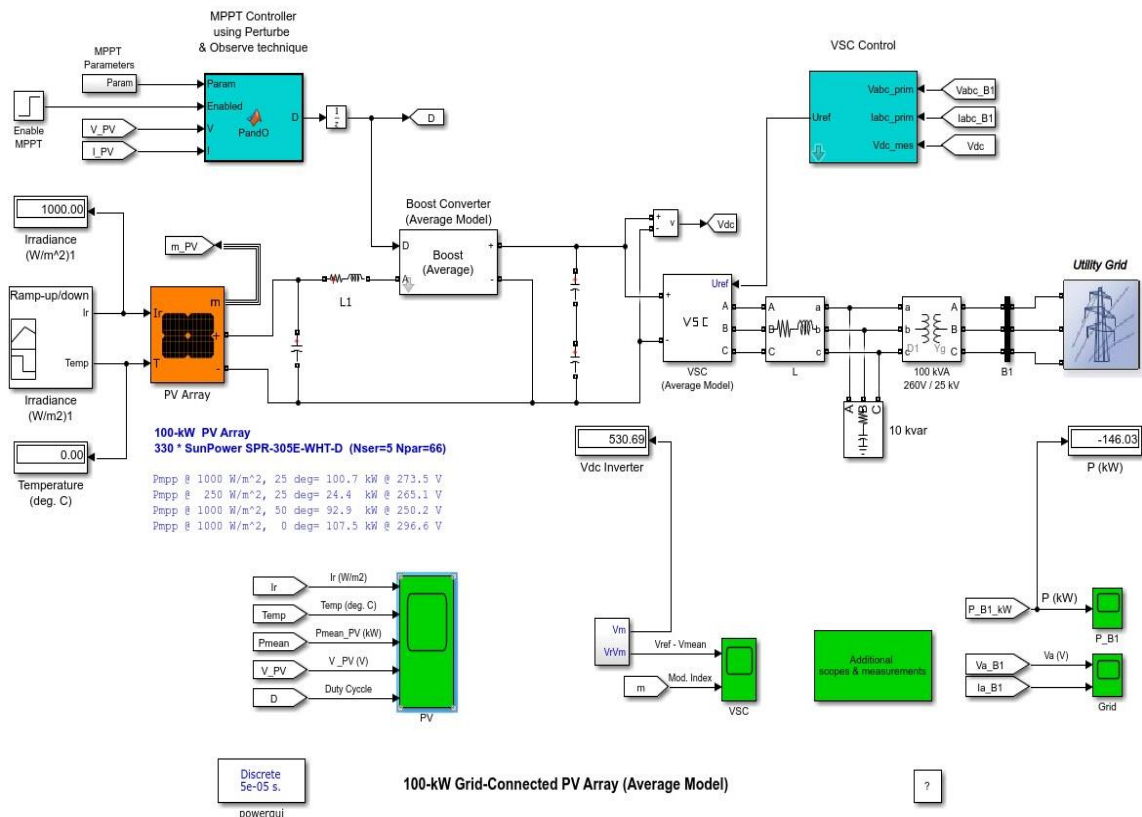 MPPT Controller
using Perturbe
& Observe technique
MPPT
Parameters
Param
Param
Enabled
V
I
D
PandO
Enable
MPPT
V_PV
I_PV
1
z
D
VSC Control
Vabc_prim
Iabc_prim
Vdc_mes
Uref
Vabc_B1
Iabc_B1
Vdc
1000.00
Irradiance
(W/m^2)1
m_PV
Boost Converter
(Average Model)
D
A
Boost
(Average)
+
-
L1
+
-
v
Vdc
Ramp-up/down
Ir
Temp
Irradiance
(W/m2)1
Ir
T
m
+
-
PV Array
0.00
Temperature
(deg. C)
+
-
Uref
VSC
A
B
C
VSC
(Average Model)
A
B
C
a
b
c
L
a
b
c
A
B
C
D1
Yg
100 kVA
260V / 25 kV
B1
Utility Grid
A
B
C
10 kvar
100-kW PV Array
330 * SunPower SPR-305E-WHT-D (Nser=5 Npar=66)
Pmpp @ 1000 W/m^2, 25 deg= 100.7 kW @ 273.5 V
Pmpp @ 250 W/m^2, 25 deg= 24.4 kW @ 265.1 V
Pmpp @ 1000 W/m^2, 50 deg= 92.9 kW @ 250.2 V
Pmpp @ 1000 W/m^2, 0 deg= 107.5 kW @ 296.6 V
530.69
Vdc Inverter
-146.03
P (kW)
Ir
Ir (W/m2)
Temp
Temp (deg. C)
Pmean
Pmean_PV (kW)
V_PV
V _PV (V)
D
Duty Cyccle
PV
Vm
VrVm
Vref - Vmean
m
Mod. Index
VSC
Additional
scopes & measurements
P_B1_kW
P (kW)
P_B1
Va_B1
Va (V)
Ia_B1
Grid
Discrete
5e-05 s.
powergui
100-kW Grid-Connected PV Array (Average Model)
?